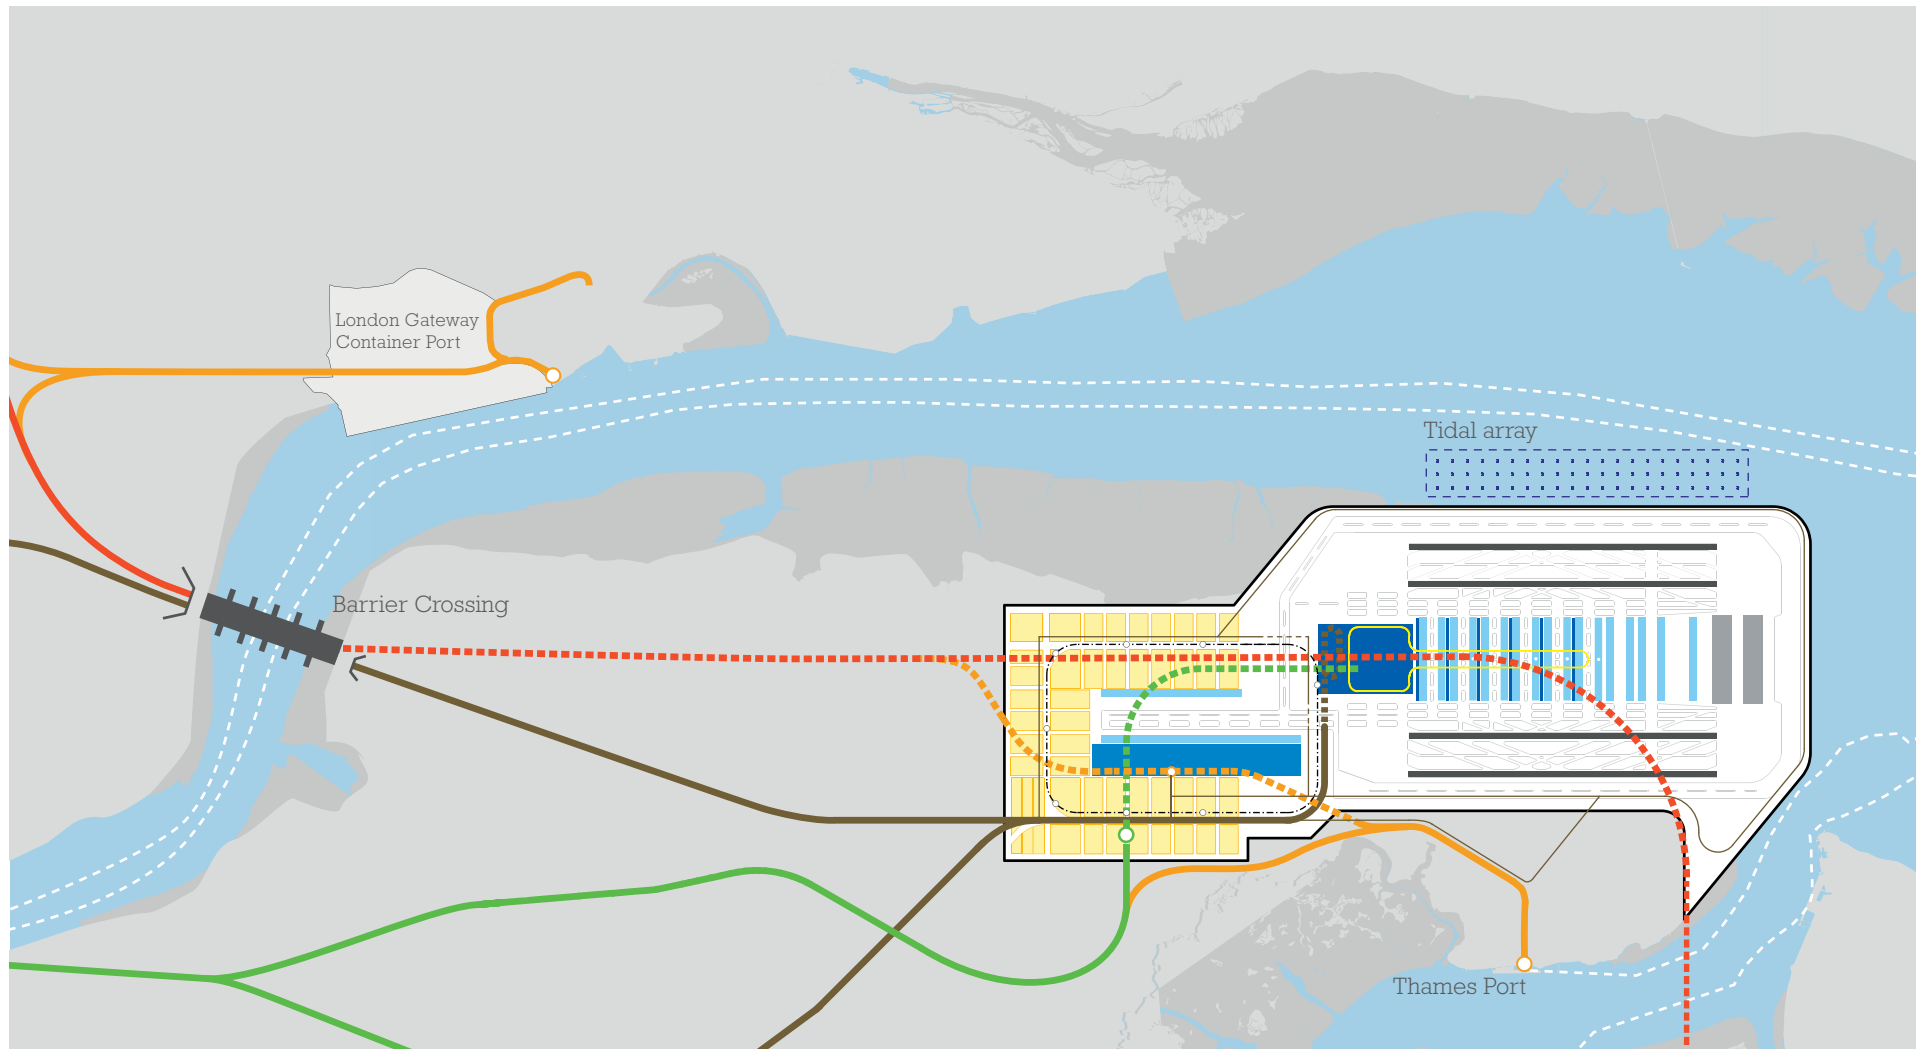 London Gateway
Container Port
Tidal array
Barrier Crossing
Thames Port